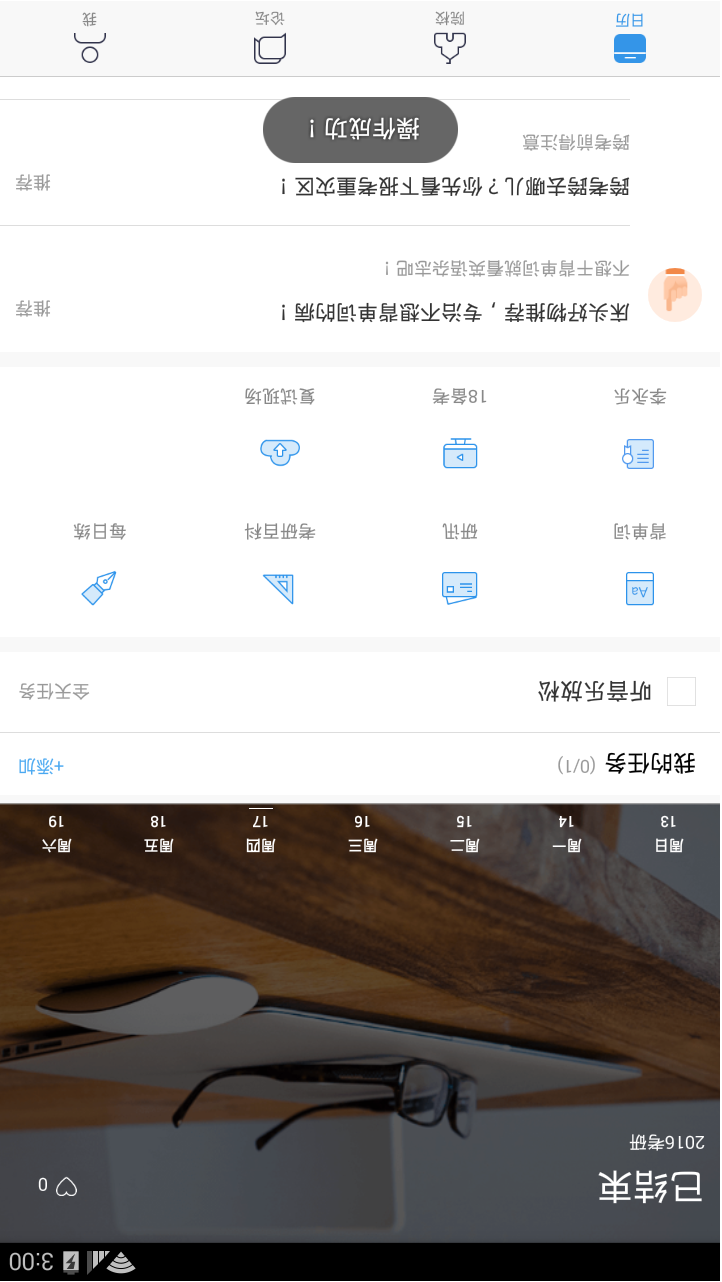 3:00
已结束
0
2016考研
周日 周一 周二 周三 周四 周五 周六
13 14 15 16 17 18 19
我的任务 (0/1) +添加
听音乐放松 全天任务
Aa
背单词 研讯 考研百科 每日练
李永乐 18备考 复试现场
床头好物推荐，专治不想背单词的病！
推荐
不想干背单词就看英语杂志吧！
跨考跨去哪儿？你先看下报考重灾区！
推荐
跨考前得注意
操作成功！
日历 院校 论坛 我